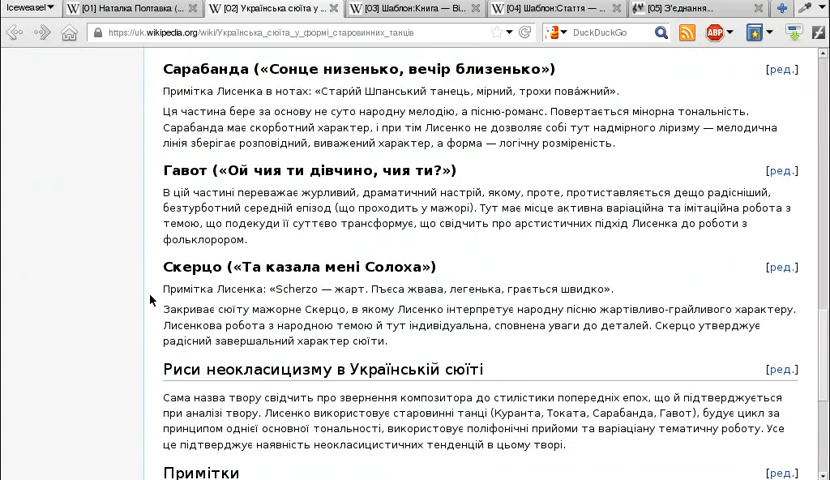 Iceweasel
[01] Наталка Полтавка (...
[02] Українська сюїта у ...
[03] Шаблон:Книга — Ві...
[04] Шаблон:Стаття — ...
[05] З'єднання...
https://uk.wikipedia.org/wiki/Українська_сюїта_у_формі_старовинних_танців
DuckDuckGo
ABP
Сарабанда («Сонце низенько, вечір близенько») [ред.]
Примітка Лисенка в нотах: «Стари́й Шпанський танець, мірний, трохи пова́жний».
Ця частина бере за основу не суто народну мелодію, а пісню-романс. Повертається мінорна тональність.
Сарабанда має скорботний характер, і при тім Лисенко не дозволяє собі тут надмірного ліризму — мелодична
лінія зберігає розповідний, виважений характер, а форма — логічну розміреність.
Гавот («Ой чия ти дівчино, чия ти?») [ред.]
В цій частині переважає журливий, драматичний настрій, якому, проте, протиставляється дещо радісніший,
безтурботний середній епізод (що проходить у мажорі). Тут має місце активна варіаційна та імітаційна робота з
темою, що подекуди її суттєво трансформує, що свідчить про арстистичних підхід Лисенка до роботи з
фольклорором.
Скерцо («Та казала мені Солоха») [ред.]
Примітка Лисенка: «Scherzo — жарт. Пъєса жвава, легенька, грається швидко».
Закриває сюїту мажорне Скерцо, в якому Лисенко інтерпретує народну пісню жартівливо-грайливого характеру.
Лисенкова робота з народною темою й тут індивідуальна, сповнена уваги до деталей. Скерцо утверджує
радісний завершальний характер сюїти.
Риси неокласицизму в Українській сюїті [ред.]
Сама назва твору свідчить про звернення композитора до стилістики попередніх епох, що й підтверджується
при аналізі твору. Лисенко використовує старовинні танці (Куранта, Токата, Сарабанда, Гавот), будує цикл за
принципом однієї основної тональності, використовує поліфонічні прийоми та варіаціну тематичну роботу. Усе
це підтверджує наявність неокласицистичних тенденцій в цьому творі.
Примітки [ред.]